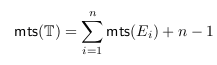 mts(𝕋) = ∑_{i=1}^{n} mts(E_i) + n − 1